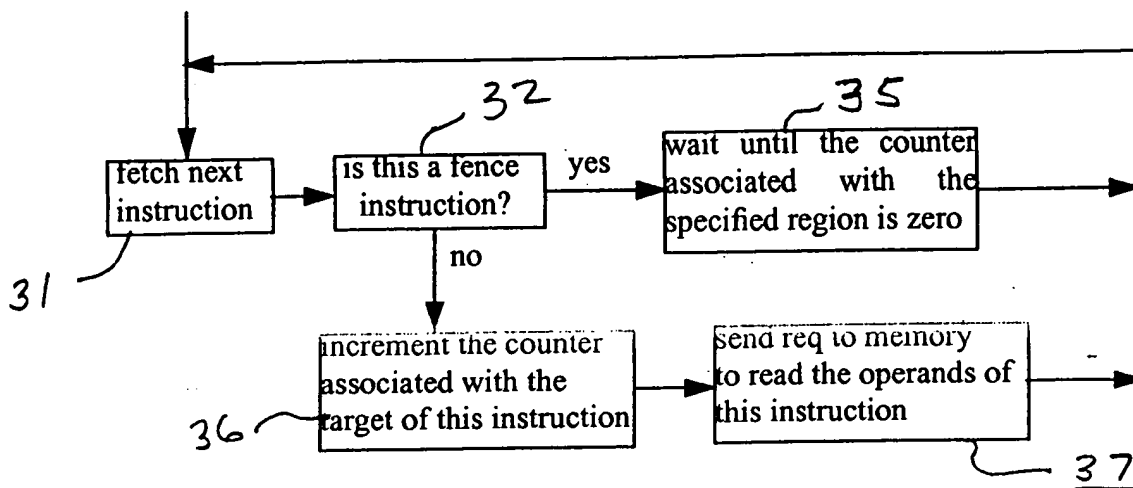 32
35
fetch next
instruction
is this a fence
instruction?
yes
wait until the counter
associated with the
specified region is zero
31
no
increment the counter
associated with the
target of this instruction
send req to memory
to read the operands of
this instruction
36
37